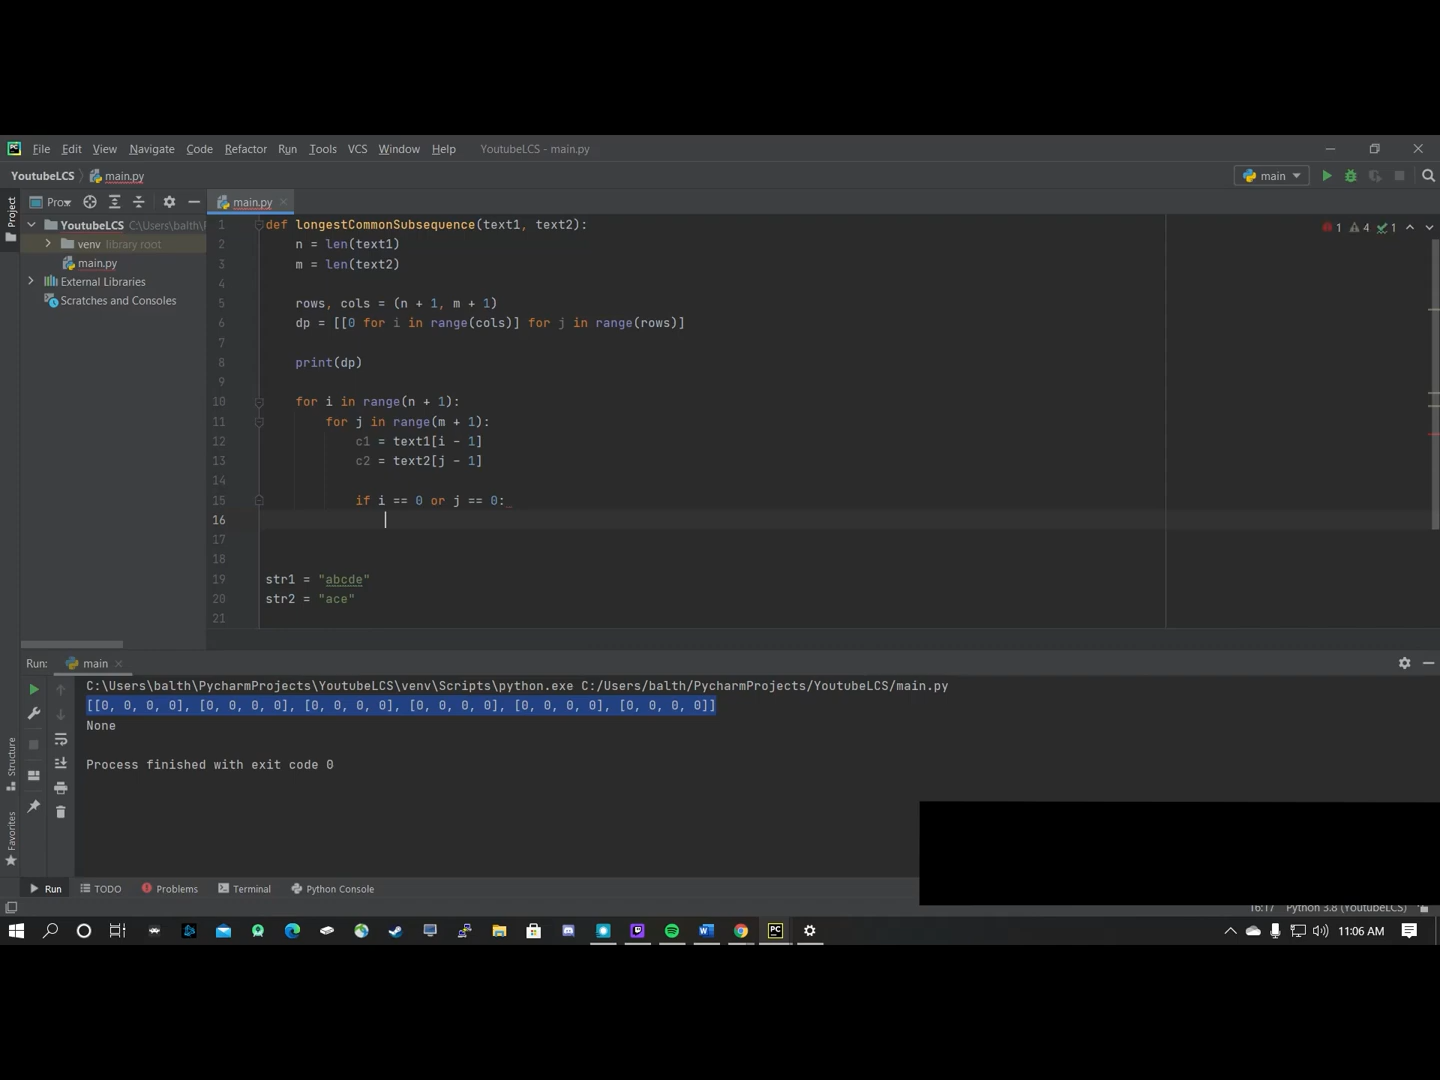 File Edit View Navigate Code Refactor Run Tools VCS Window Help YoutubeLCS - main.py
YoutubeLCS main.py main
Project
Pro main.py
YoutubeLCS C:\Users\balth\
venv library root
main.py
External Libraries
Scratches and Consoles
1 def longestCommonSubsequence(text1, text2):
1 4 1
2 n = len(text1)
3 m = len(text2)
4
5 rows, cols = (n + 1, m + 1)
6 dp = [[0 for i in range(cols)] for j in range(rows)]
7
8 print(dp)
9
10 for i in range(n + 1):
11 for j in range(m + 1):
12 c1 = text1[i - 1]
13 c2 = text2[j - 1]
14
15 if i == 0 or j == 0:
16
17
18
19 str1 = "abcde"
20 str2 = "ace"
21
Run: main
C:\Users\balth\PycharmProjects\YoutubeLCS\venv\Scripts\python.exe C:/Users/balth/PycharmProjects/YoutubeLCS/main.py
[[0, 0, 0, 0], [0, 0, 0, 0], [0, 0, 0, 0], [0, 0, 0, 0], [0, 0, 0, 0], [0, 0, 0, 0]]
None
Process finished with exit code 0
Structure
Favorites
Run TODO Problems Terminal Python Console
16:17 Python 3.8 (YoutubeLCS)
11:06 AM